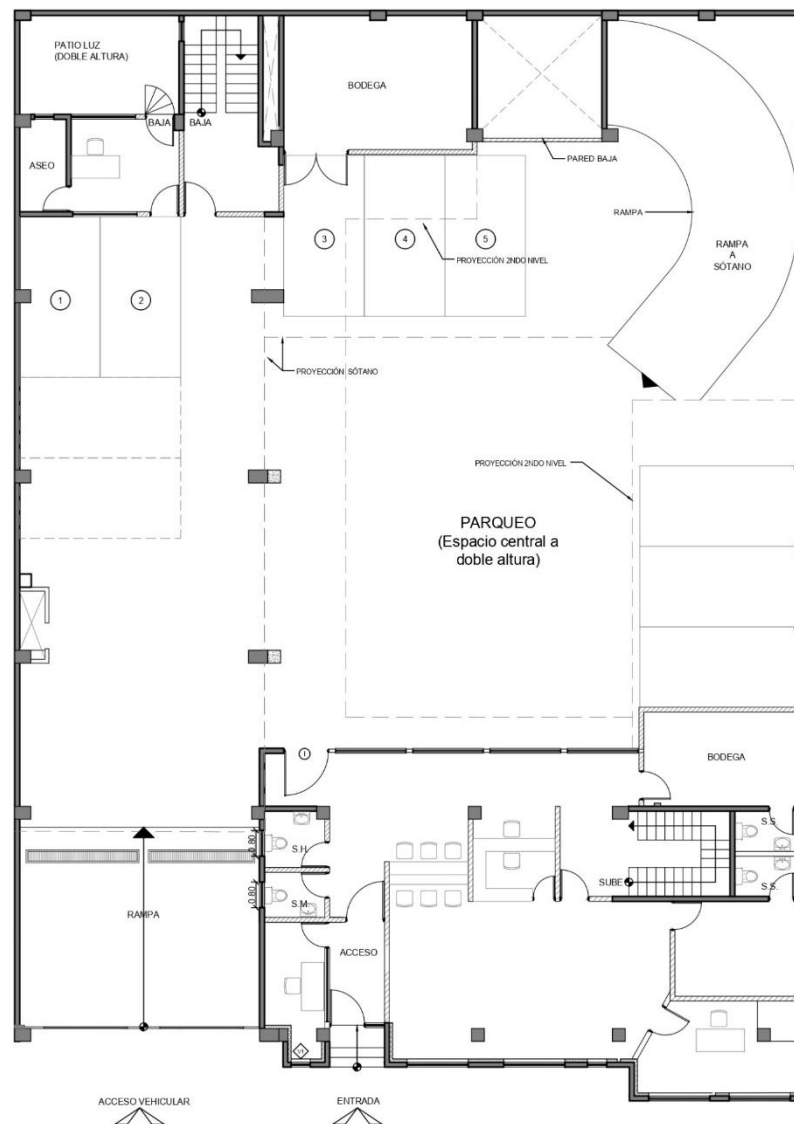 PATIO LUZ
(DOBLE ALTURA)
BODEGA
BAJA
BAJA
ASEO
PARED BAJA
RAMPA
RAMPA
A
SÓTANO
3
4
5
PROYECCIÓN 2NDO NIVEL
1
2
PROYECCIÓN SÓTANO
PROYECCIÓN 2NDO NIVEL
PARQUEO
(Espacio central a
doble altura)
I
BODEGA
0.80
S.H.
S.S.
0.80
S.M.
SUBE
S.S.
RAMPA
ACCESO
ACCESO VEHICULAR
ENTRADA